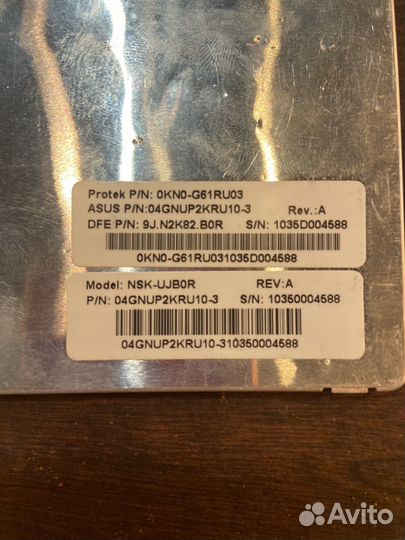 Protek P/N: 0KN0-G61RU03
ASUS P/N:04GNUP2KRU10-3 Rev.:A
DFE P/N: 9J.N2K82.B0R S/N: 1035D004588
0KN0-G61RU031035D004588
Model: NSK-UJB0R REV:A
P/N: 04GNUP2KRU10-3 S/N: 10350004588
04GNUP2KRU10-310350004588
Avito